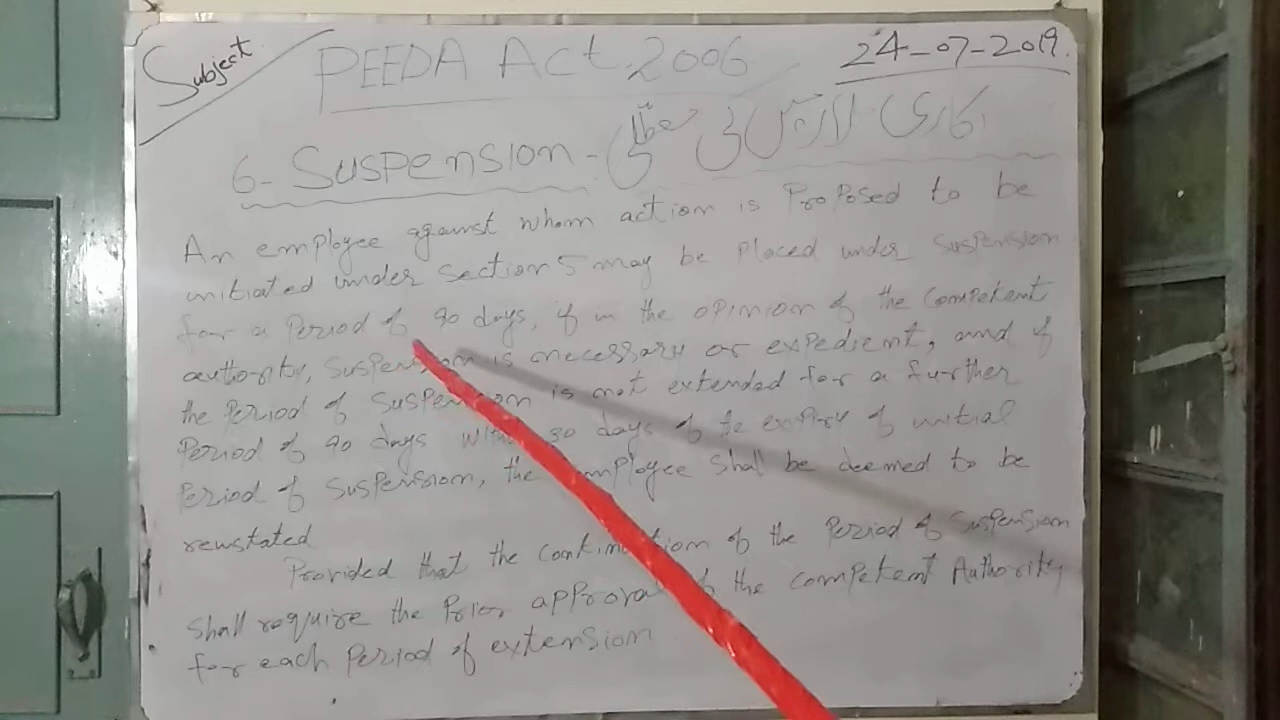 Subject
PEEDA Act. 2006
24-07-2019.
6- Suspension - سرکاری ملازمین کی معطلی
An employee against whom action is Proposed to be
initiated under section 5 may be Placed under Suspension
for a Period of 90 days, if in the opinion of the Competent
authority, Suspension is necessary or expedient, and if
the Period of Suspension is not extended for a further
Period of 90 days within 30 days of the expiry of initial
Period of Suspension, the employee Shall be deemed to be
reinstated
Provided that the Continuation of the Period of Suspension
Shall require the Prior approval of the Competent Authority
for each Period of extension